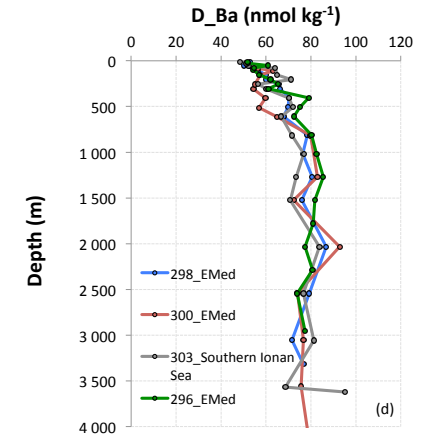 D_Ba (nmol kg⁻¹)
0 20 40 60 80 100 120
0
500
1 000
1 500
2 000
2 500
3 000
3 500
4 000
Depth (m)
298_EMed
300_EMed
303_Southern Ionan
Sea
296_EMed
(d)